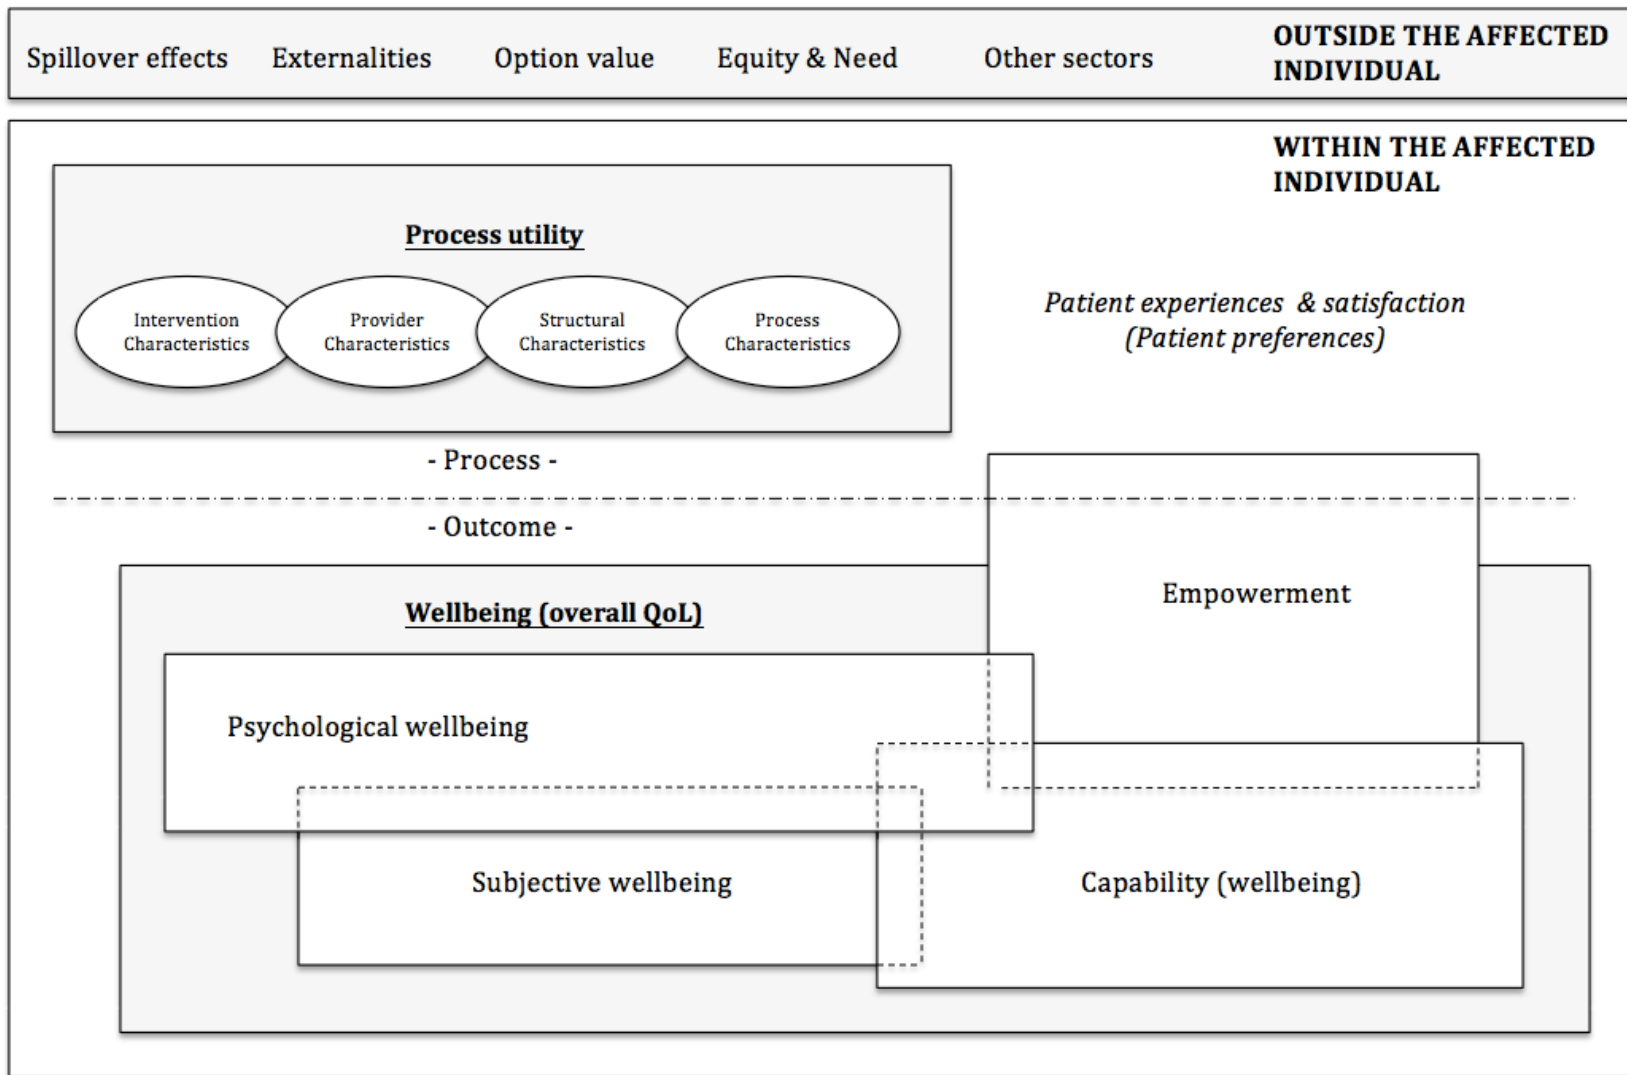 Spillover effects Externalities Option value Equity & Need Other sectors
OUTSIDE THE AFFECTED
INDIVIDUAL
WITHIN THE AFFECTED
INDIVIDUAL
Process utility
Intervention
Characteristics
Provider
Characteristics
Structural
Characteristics
Process
Characteristics
Patient experiences & satisfaction
(Patient preferences)
- Process -
- Outcome -
Wellbeing (overall QoL)
Empowerment
Psychological wellbeing
Subjective wellbeing
Capability (wellbeing)